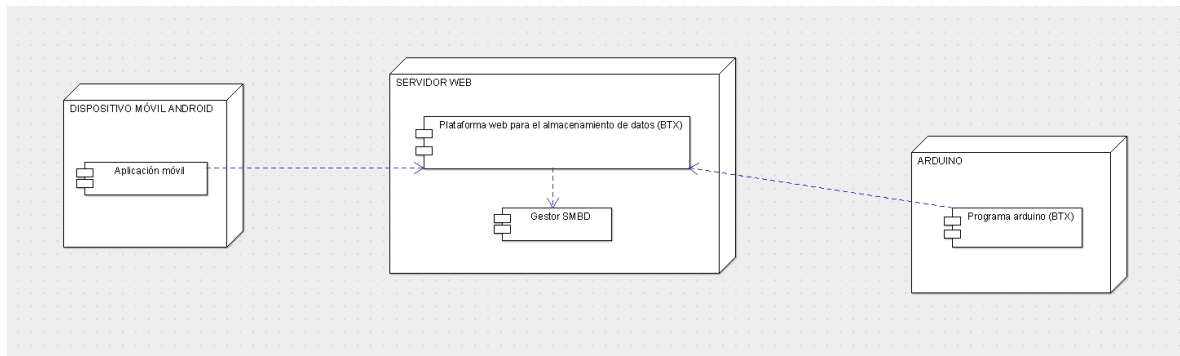 DISPOSITIVO MÓVIL ANDROID
Aplicación móvil
SERVIDOR WEB
Plataforma web para el almacenamiento de datos (BTX)
Gestor SMBD
ARDUINO
Programa arduino (BTX)